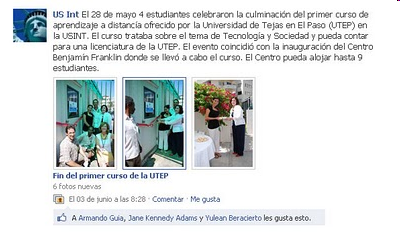 US Int El 28 de mayo 4 estudiantes celebraron la culminación del primer curso de
aprendizaje a distancia ofrecido por la Universidad de Tejas en El Paso (UTEP) en
la USINT. El curso trataba sobre el tema de Tecnología y Sociedad y pueda contar
para una licenciatura de la UTEP. El evento coincidió con la inauguración del Centro
Benjamín Franklin donde se llevó a cabo el curso. El Centro pueda alojar hasta 9
estudiantes.
Fin del primer curso de la UTEP
6 fotos nuevas
El 03 de junio a las 8:28 · Comentar · Me gusta
A Armando Guia, Jane Kennedy Adams y Yulean Beracierto les gusta esto.